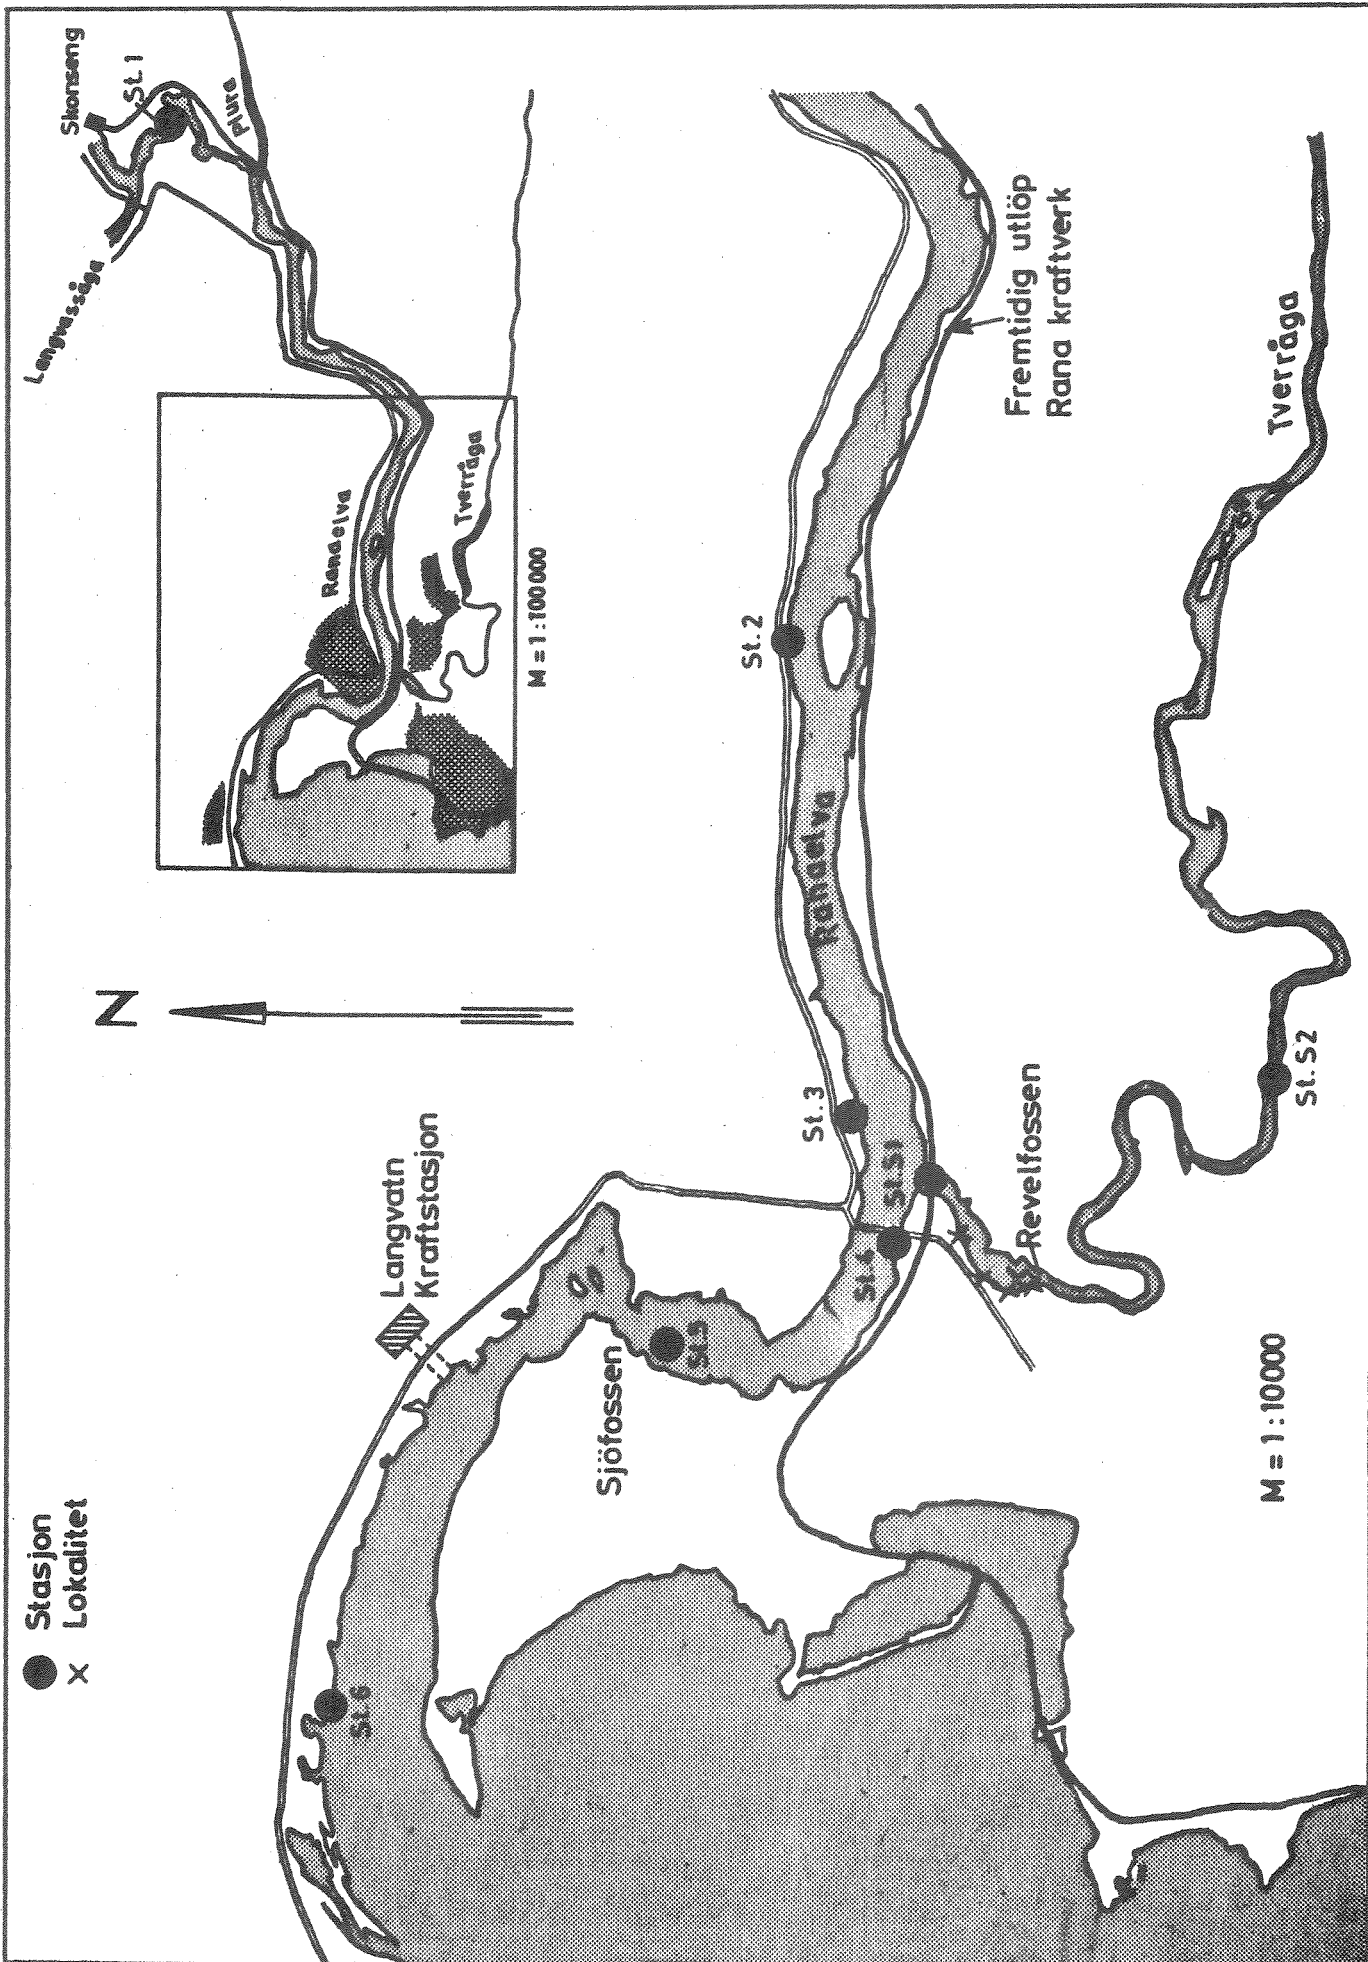 Stasjon
x Lokalitet
N
Skonseng
St.1
Langvassåga
plura
Ranaelva
Tverråga
M = 1:100 000
Langvatn
Kraftstasjon
St.6
Sjöfossen
St.5
St.4
St.S1
St.3
St.2
Ranaelva
Fremtidig utlöp
Rana kraftverk
Revelfossen
Tverråga
St.S2
M = 1:10000